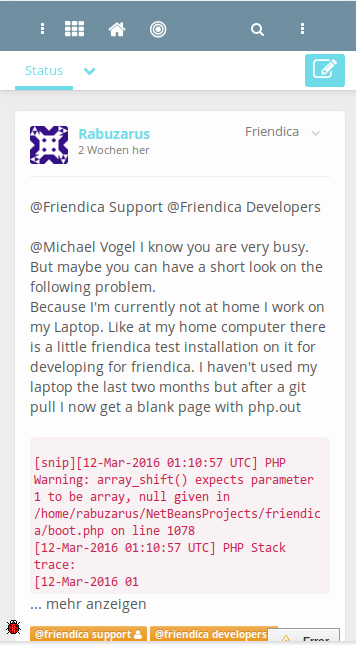 Status
Rabuzarus
Friendica
2 Wochen her
@Friendica Support @Friendica Developers
@Michael Vogel I know you are very busy.
But maybe you can have a short look on the
following problem.
Because I'm currently not at home I work on
my Laptop. Like at my home computer there
is a little friendica test installation on it for
developing for friendica. I haven't used my
laptop the last two months but after a git
pull I now get a blank page with php.out
[snip][12-Mar-2016 01:10:57 UTC] PHP
Warning: array_shift() expects parameter
1 to be array, null given in
/home/rabuzarus/NetBeansProjects/friendic
a/boot.php on line 1078
[12-Mar-2016 01:10:57 UTC] PHP Stack
trace:
[12-Mar-2016 01
... mehr anzeigen
@friendica support
@friendica developers
Error